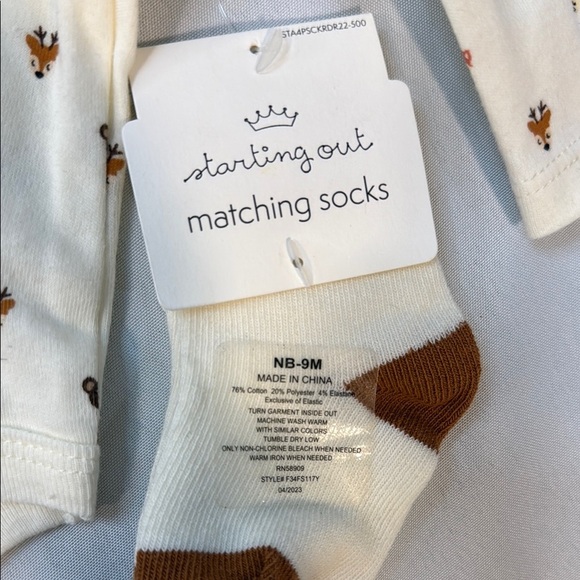 STA4PSCKRDR22-500
starting out
matching socks
NB-9M
MADE IN CHINA
76% Cotton 20% Polyester 4% Elastane
Exclusive of Elastic
TURN GARMENT INSIDE OUT
MACHINE WASH WARM
WITH SIMILAR COLORS
TUMBLE DRY LOW
ONLY NON-CHLORINE BLEACH WHEN NEEDED
WARM IRON WHEN NEEDED
RN58909
STYLE# F34FS117Y
04/2023